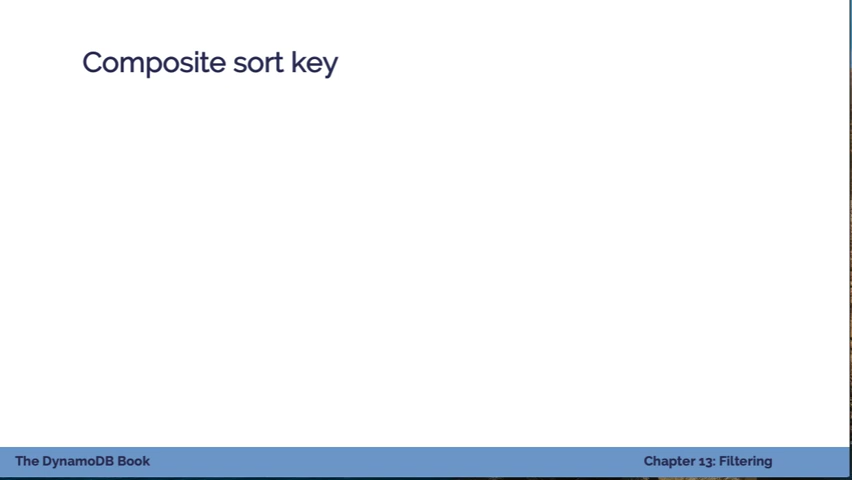 Composite sort key
The DynamoDB Book
Chapter 13: Filtering